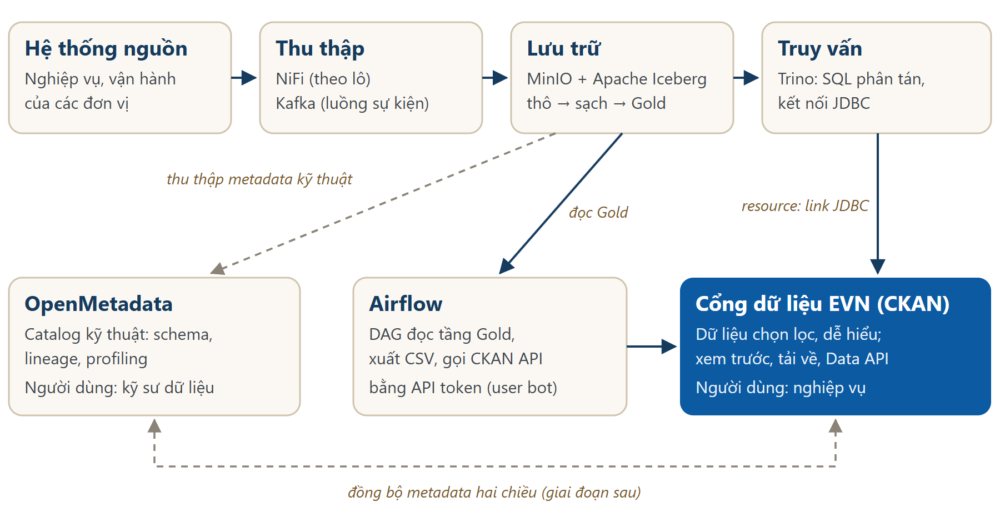 Hệ thống nguồn
Nghiệp vụ, vận hành
của các đơn vị
Thu thập
NiFi (theo lô)
Kafka (luồng sự kiện)
Lưu trữ
MinIO + Apache Iceberg
thô → sạch → Gold
Truy vấn
Trino: SQL phân tán,
kết nối JDBC
thu thập metadata kỹ thuật
đọc Gold
resource: link JDBC
OpenMetadata
Catalog kỹ thuật: schema,
lineage, profiling
Người dùng: kỹ sư dữ liệu
Airflow
DAG đọc tầng Gold,
xuất CSV, gọi CKAN API
bằng API token (user bot)
Cổng dữ liệu EVN (CKAN)
Dữ liệu chọn lọc, dễ hiểu;
xem trước, tải về, Data API
Người dùng: nghiệp vụ
đồng bộ metadata hai chiều (giai đoạn sau)